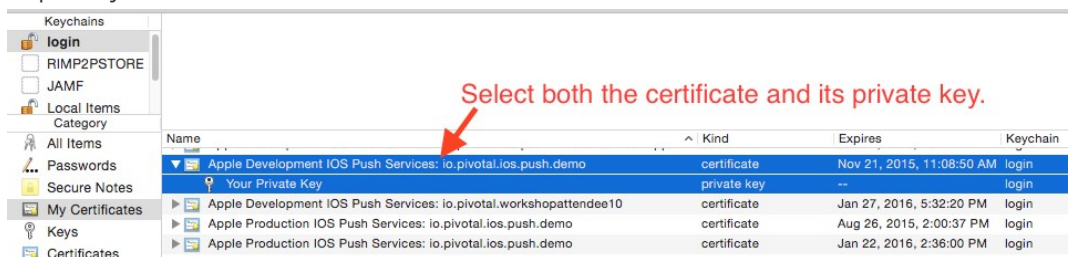 Keychains
login
RIMP2PSTORE
JAMF
Local Items
Category
All Items
Passwords
Secure Notes
My Certificates
Keys
Certificates
Select both the certificate and its private key.
Name Kind Expires Keychain
Apple Development IOS Push Services: io.pivotal.ios.push.demo certificate Nov 21, 2015, 11:08:50 AM login
Your Private Key private key -- login
Apple Development IOS Push Services: io.pivotal.workshopattendee10 certificate Jan 27, 2016, 5:32:20 PM login
Apple Production IOS Push Services: io.pivotal.ios.push.demo certificate Aug 26, 2015, 2:00:37 PM login
Apple Production IOS Push Services: io.pivotal.ios.push.demo certificate Jan 22, 2016, 2:36:00 PM login